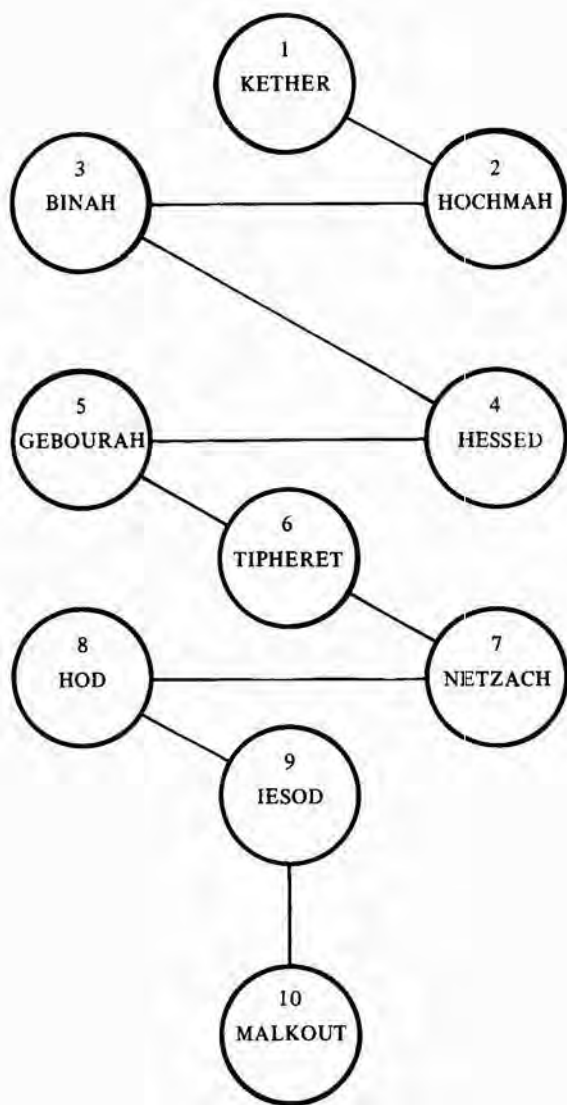 1
KETHER
2
HOCHMAH
3
BINAH
4
HESSED
5
GEBOURAH
6
TIPHERET
7
NETZACH
8
HOD
9
IESOD
10
MALKOUT